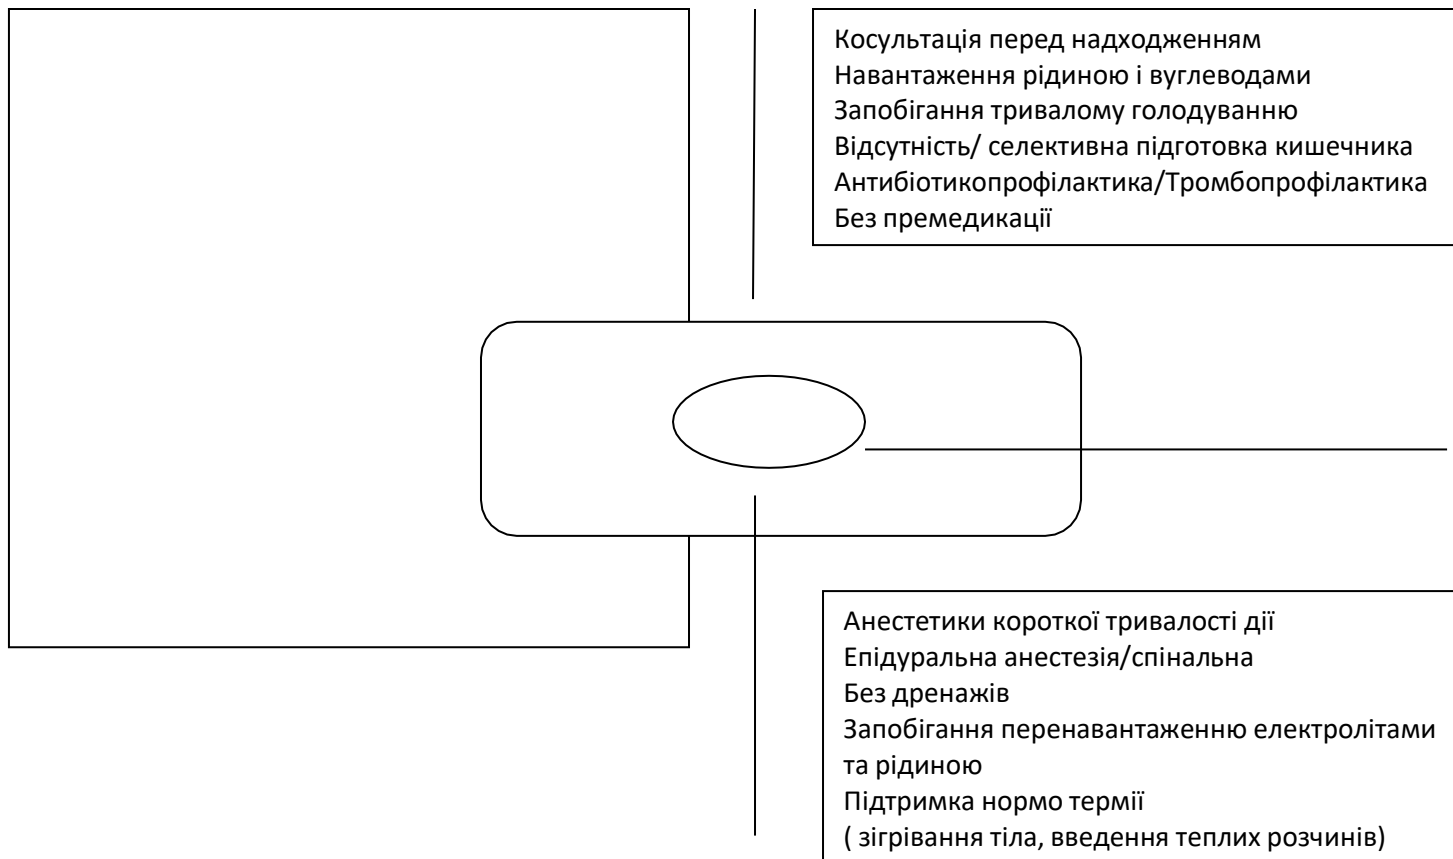 Косультація перед надходженням
Навантаження рідиною і вуглеводами
Запобігання тривалому голодуванню
Відсутність/ селективна підготовка кишечника
Антибіотикопрофілактика/Тромбопрофілактика
Без премедикації
Анестетики короткої тривалості дії
Епідуральна анестезія/спінальна
Без дренажів
Запобігання перенавантаженню електролітами
та рідиною
Підтримка нормо термії
( зігрівання тіла, введення теплих розчинів)